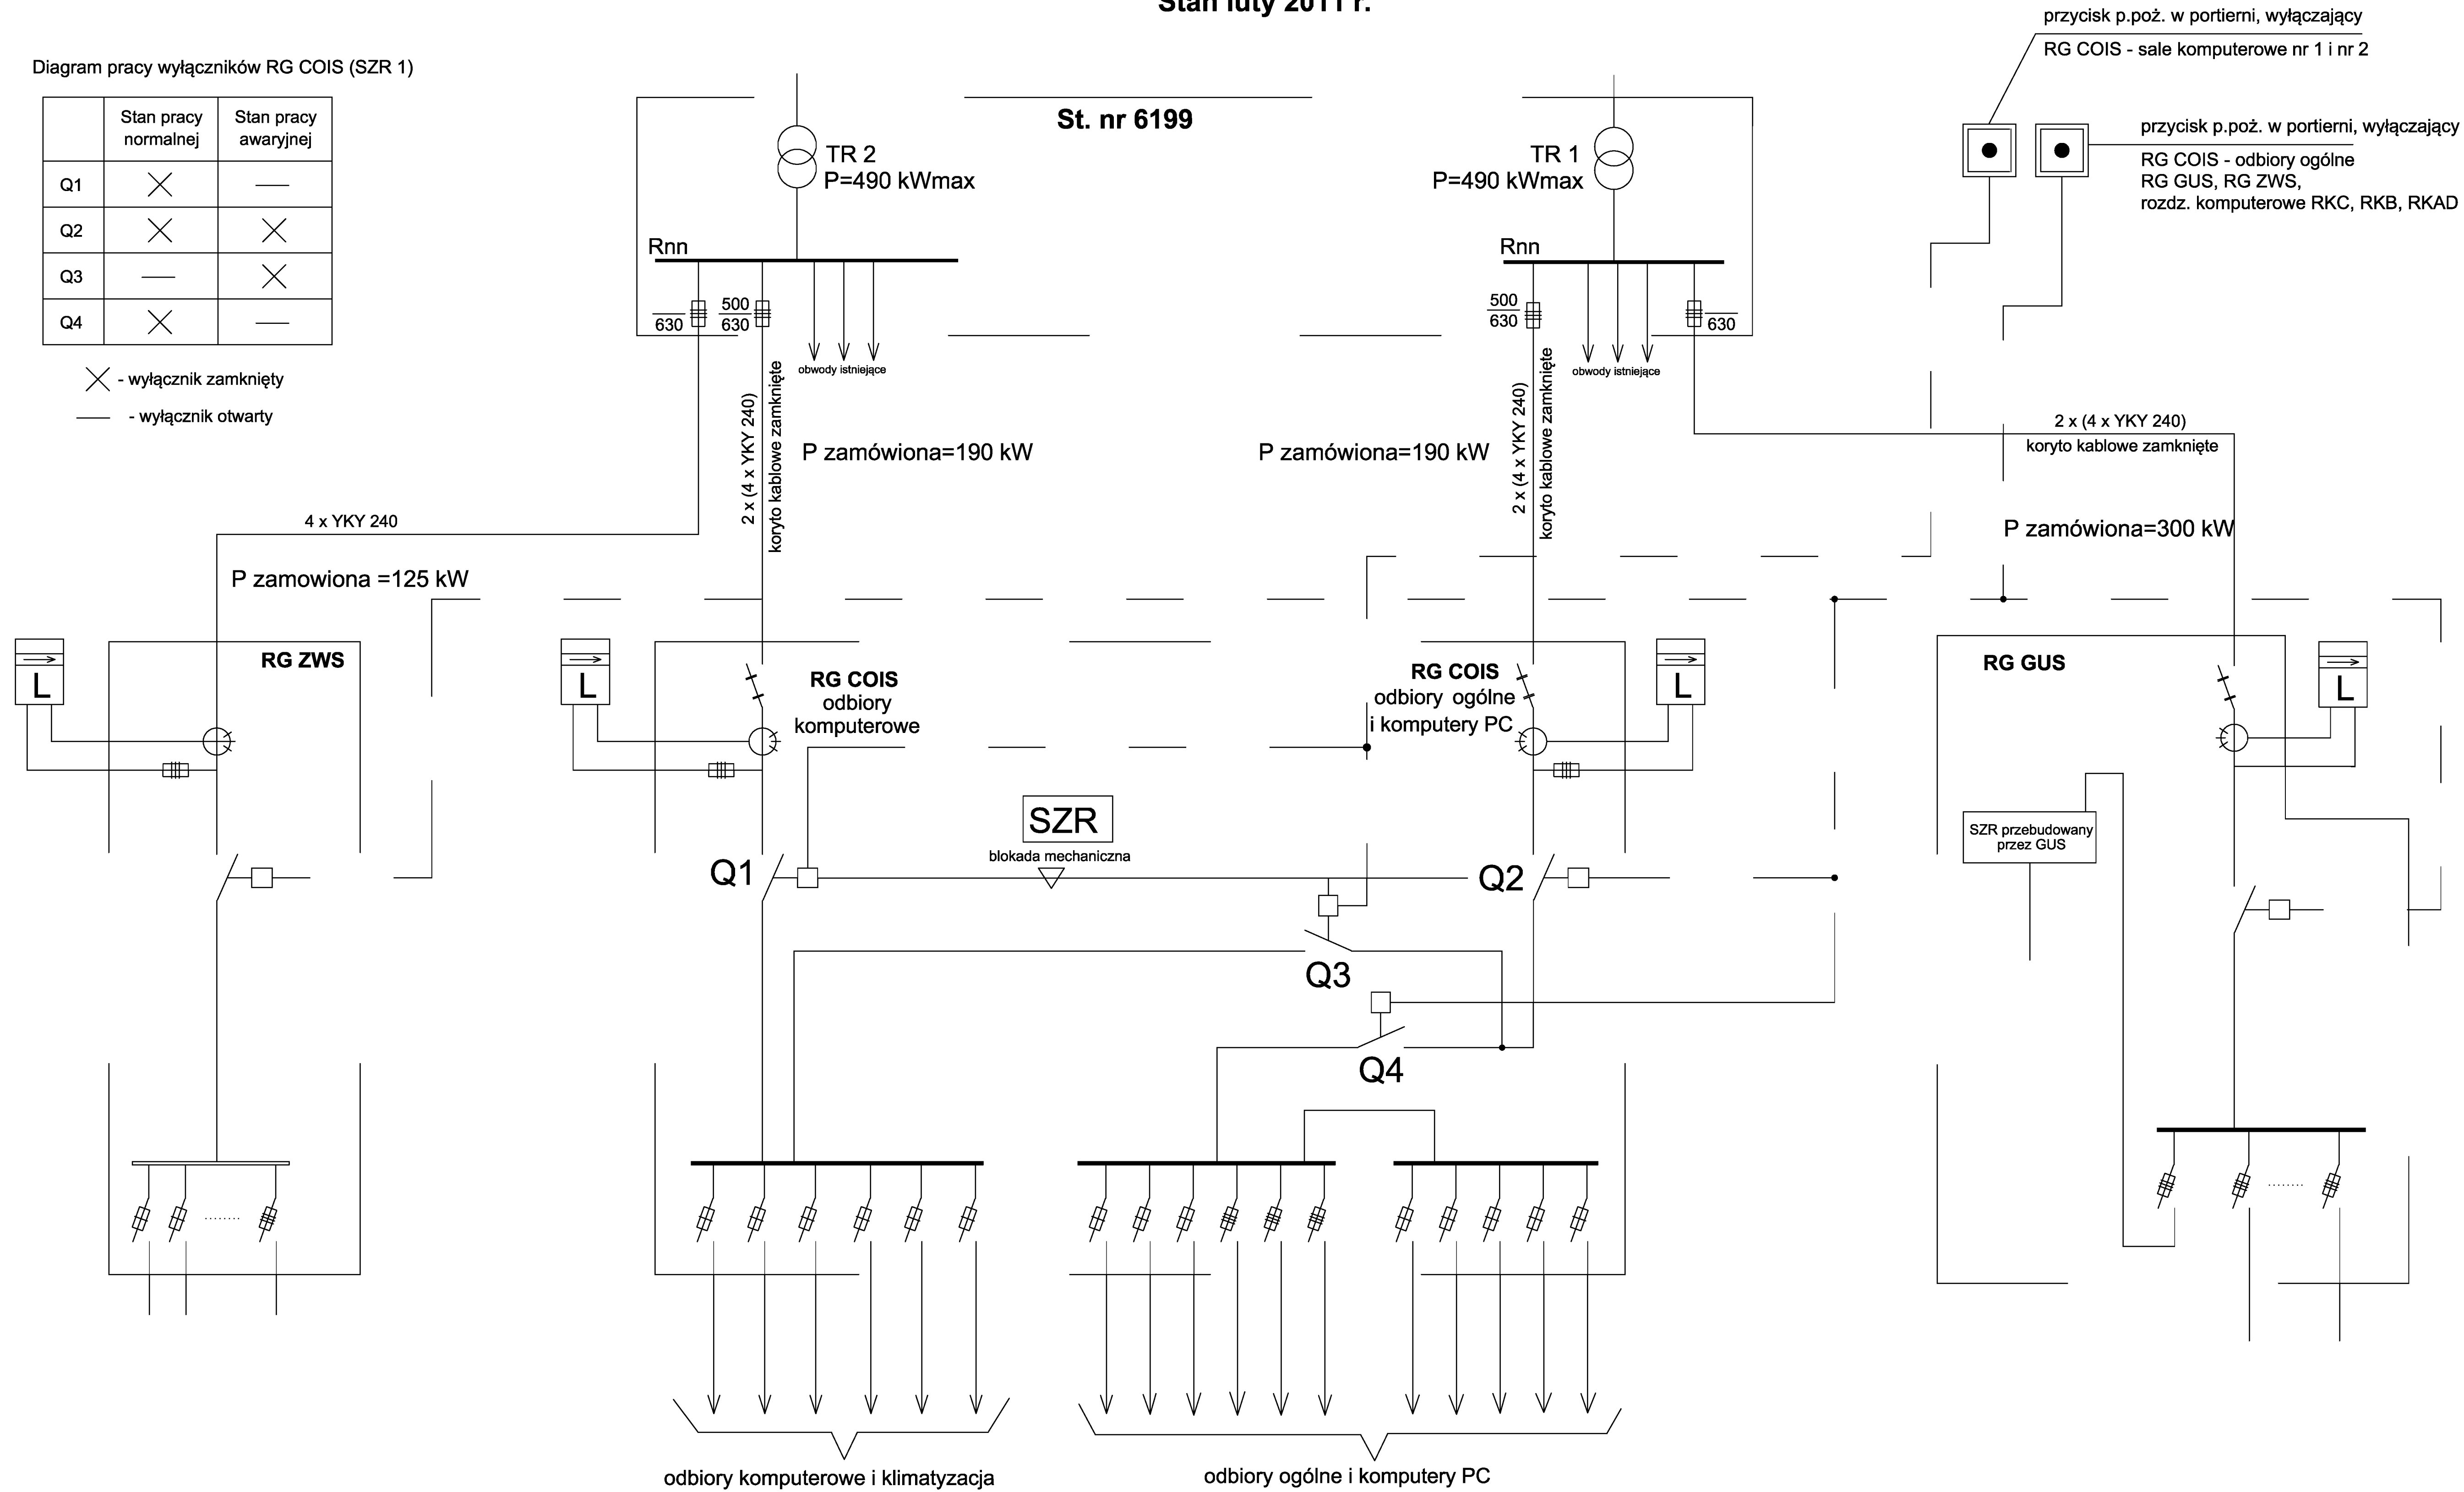 Stan luty 2011 r.
przycisk p.poż. w portierni, wyłączający
RG COIS - sale komputerowe nr 1 i nr 2
Diagram pracy wyłączników RG COIS (SZR 1)
Stan pracy normalnej
Stan pracy awaryjnej
Q1
Q2
Q3
Q4
- wyłącznik zamknięty
- wyłącznik otwarty
St. nr 6199
TR 2
P=490 kWmax
TR 1
P=490 kWmax
przycisk p.poż. w portierni, wyłączający
RG COIS - odbiory ogólne
RG GUS, RG ZWS,
rozdz. komputerowe RKC, RKB, RKAD
Rnn
Rnn
630
500
630
500
630
630
obwody istniejące
obwody istniejące
2 x (4 x YKY 240)
koryto kablowe zamknięte
2 x (4 x YKY 240)
koryto kablowe zamknięte
2 x (4 x YKY 240)
koryto kablowe zamknięte
P zamówiona=190 kW
P zamówiona=190 kW
4 x YKY 240
P zamówiona=300 kW
P zamowiona =125 kW
L
RG ZWS
L
RG COIS
odbiory
komputerowe
RG COIS
odbiory ogólne
i komputery PC
L
RG GUS
L
SZR
blokada mechaniczna
SZR przebudowany
przez GUS
Q1
Q2
Q3
Q4
........
........
odbiory komputerowe i klimatyzacja
odbiory ogólne i komputery PC